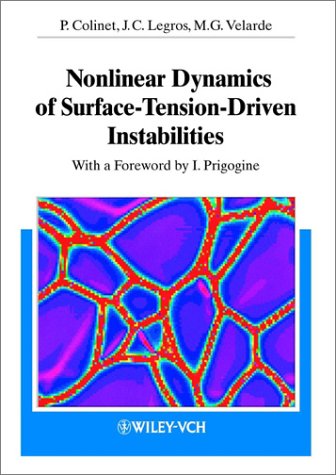 P. Colinet, J. C. Legros, M. G. Velarde
Nonlinear Dynamics
of Surface-Tension-Driven
Instabilities
With a Foreword by I. Prigogine
WILEY-VCH